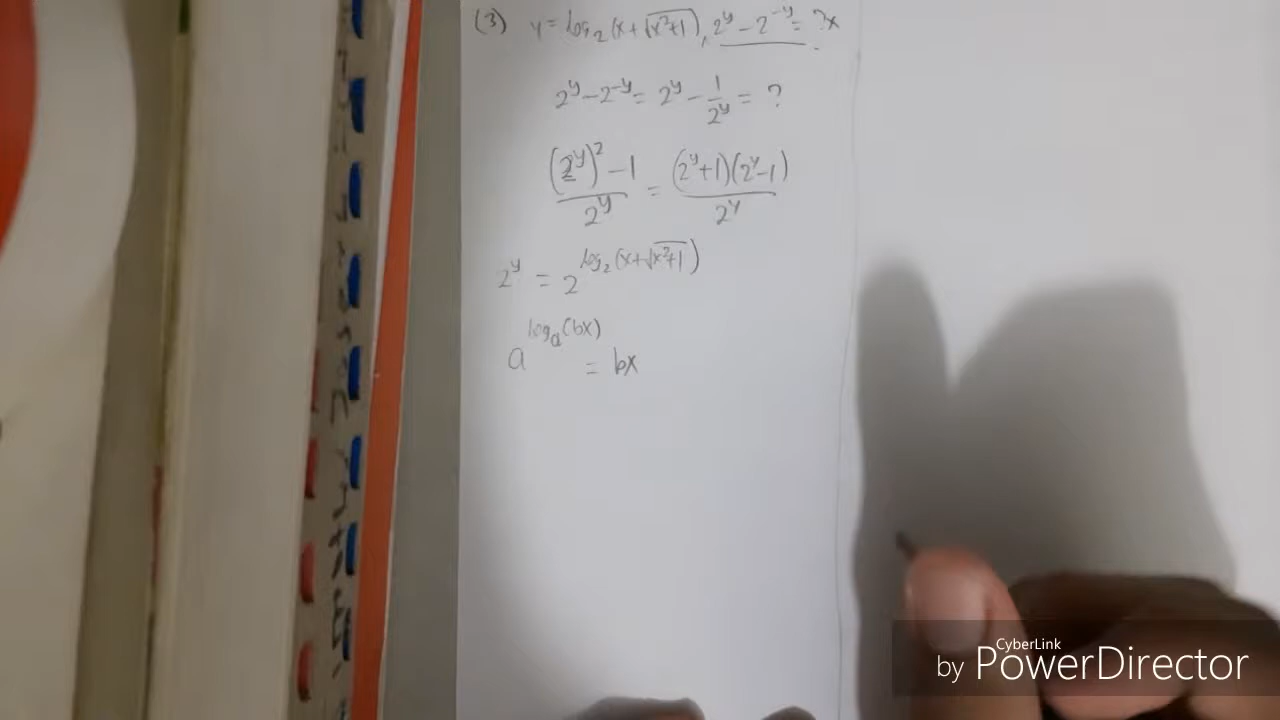 (3) y = log₂(x+√(x²+1)), 2^y − 2^−y = ?x
2^y − 2^−y = 2^y − 1/2^y = ?
((2^y)² − 1)/2^y = ((2^y+1)(2^y−1))/2^y
2^y = 2^log₂(x+√(x²+1))
a^logₐ(bx) = bx
CyberLink
by PowerDirector